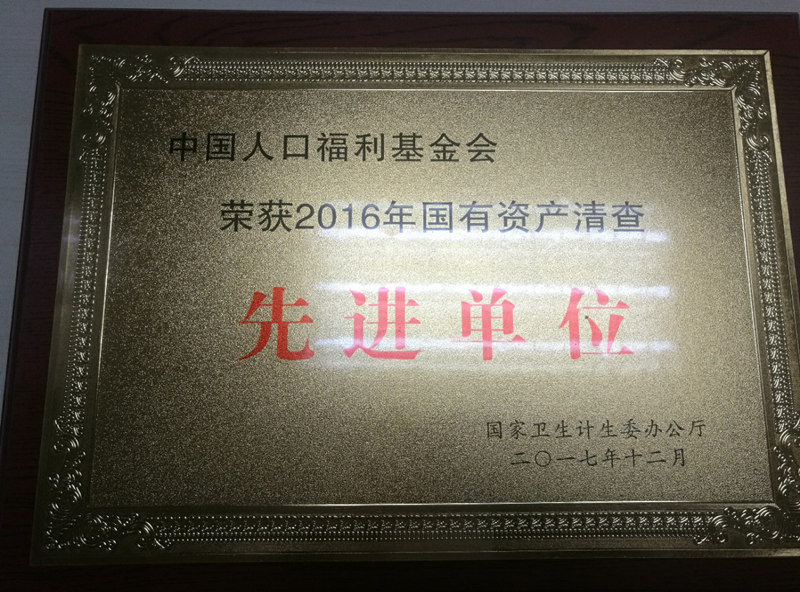 中国人口福利基金会
荣获2016年国有资产清查
先进单位
国家卫生计生委办公厅
二〇一七年十二月